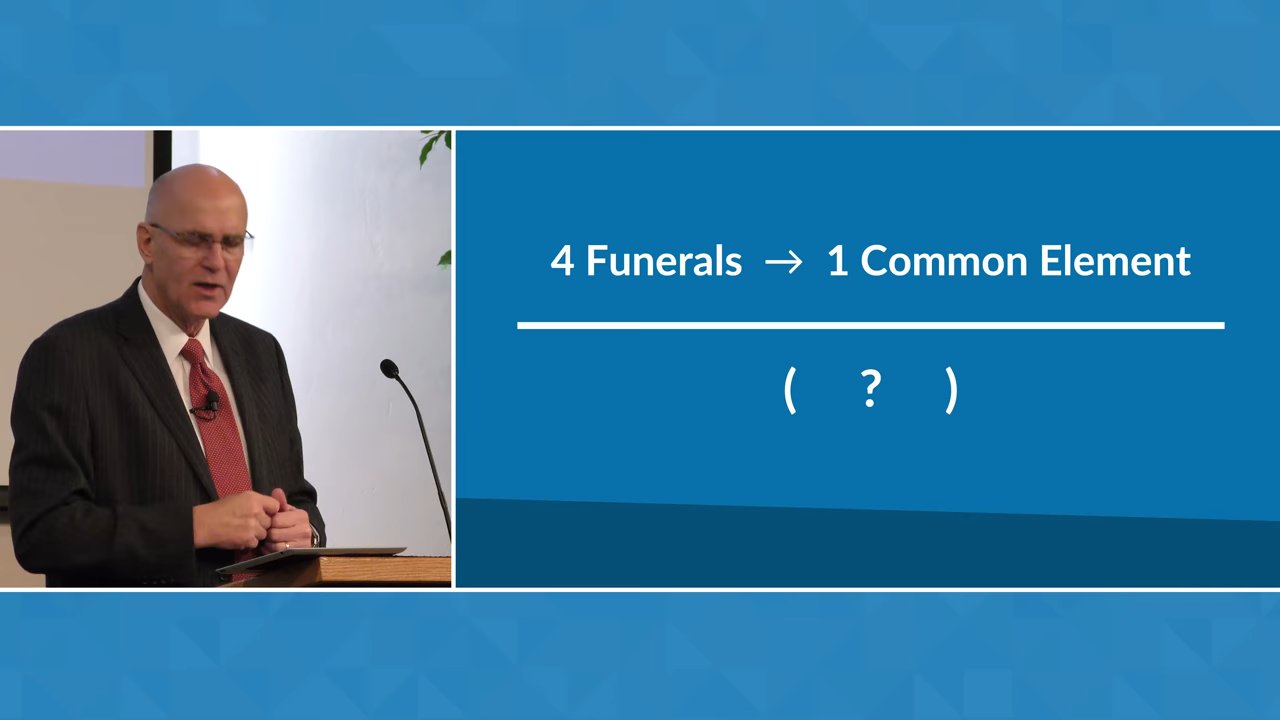 4 Funerals → 1 Common Element
( ? )